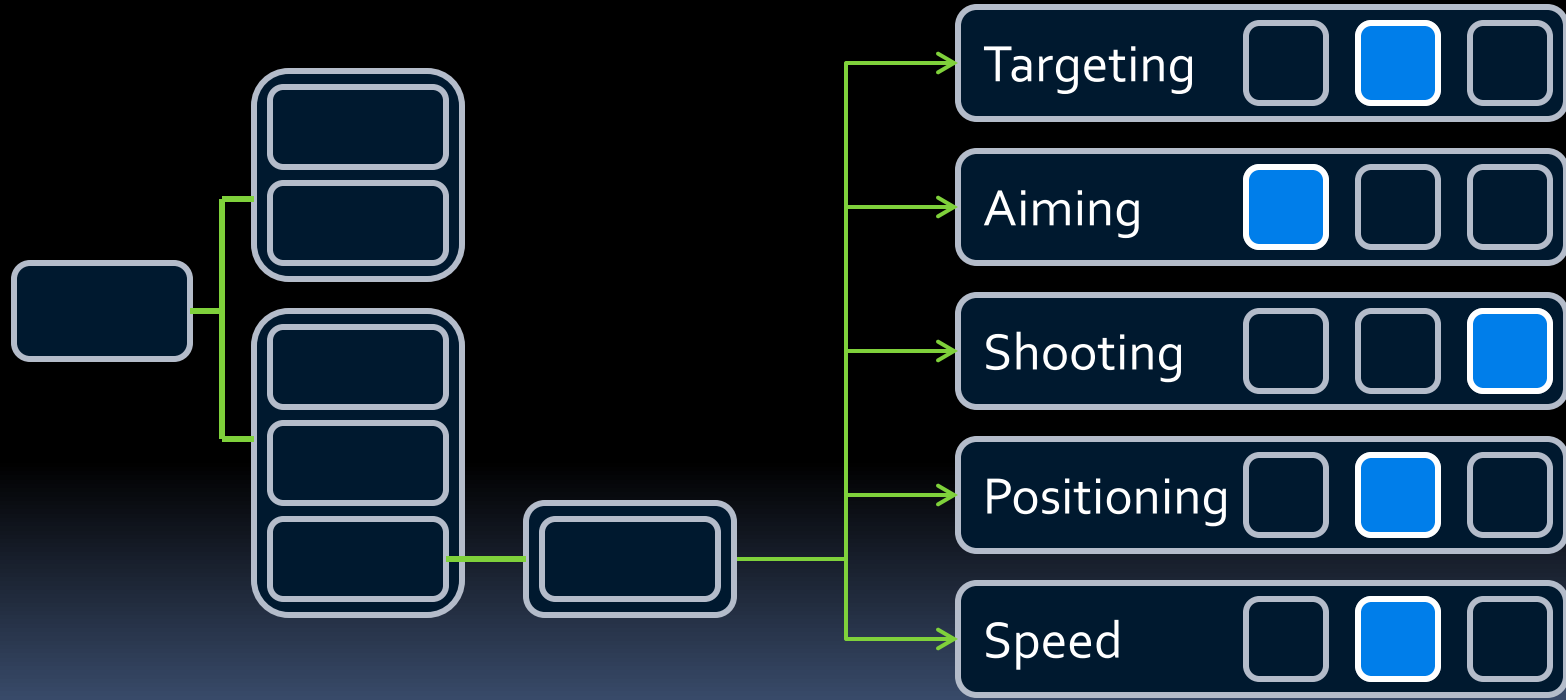 Targeting
Aiming
Shooting
Positioning
Speed